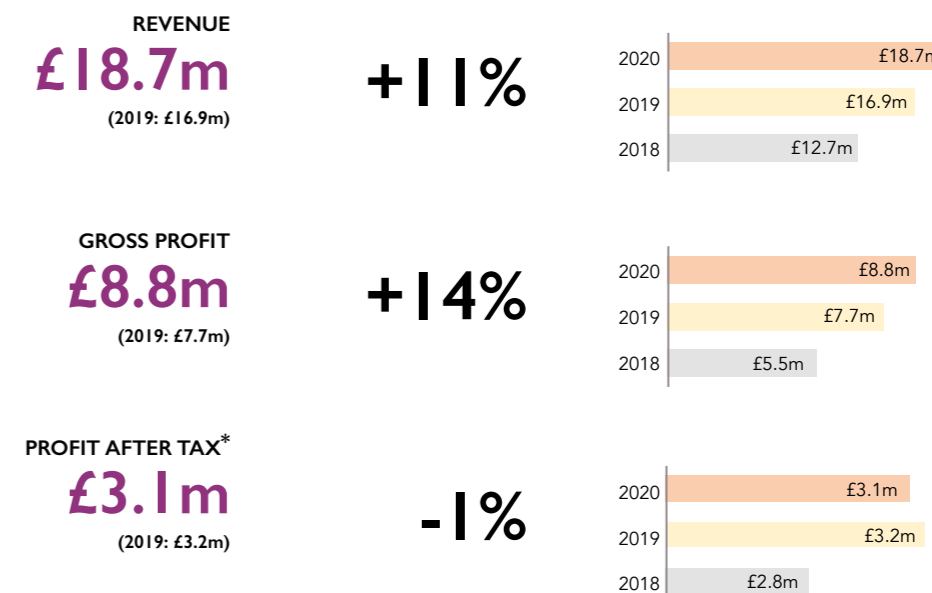 REVENUE
£18.7m
(2019: £16.9m)
+11%
2020 £18.7m
2019 £16.9m
2018 £12.7m
GROSS PROFIT
£8.8m
(2019: £7.7m)
+14%
2020 £8.8m
2019 £7.7m
2018 £5.5m
PROFIT AFTER TAX*
£3.1m
(2019: £3.2m)
-1%
2020 £3.1m
2019 £3.2m
2018 £2.8m